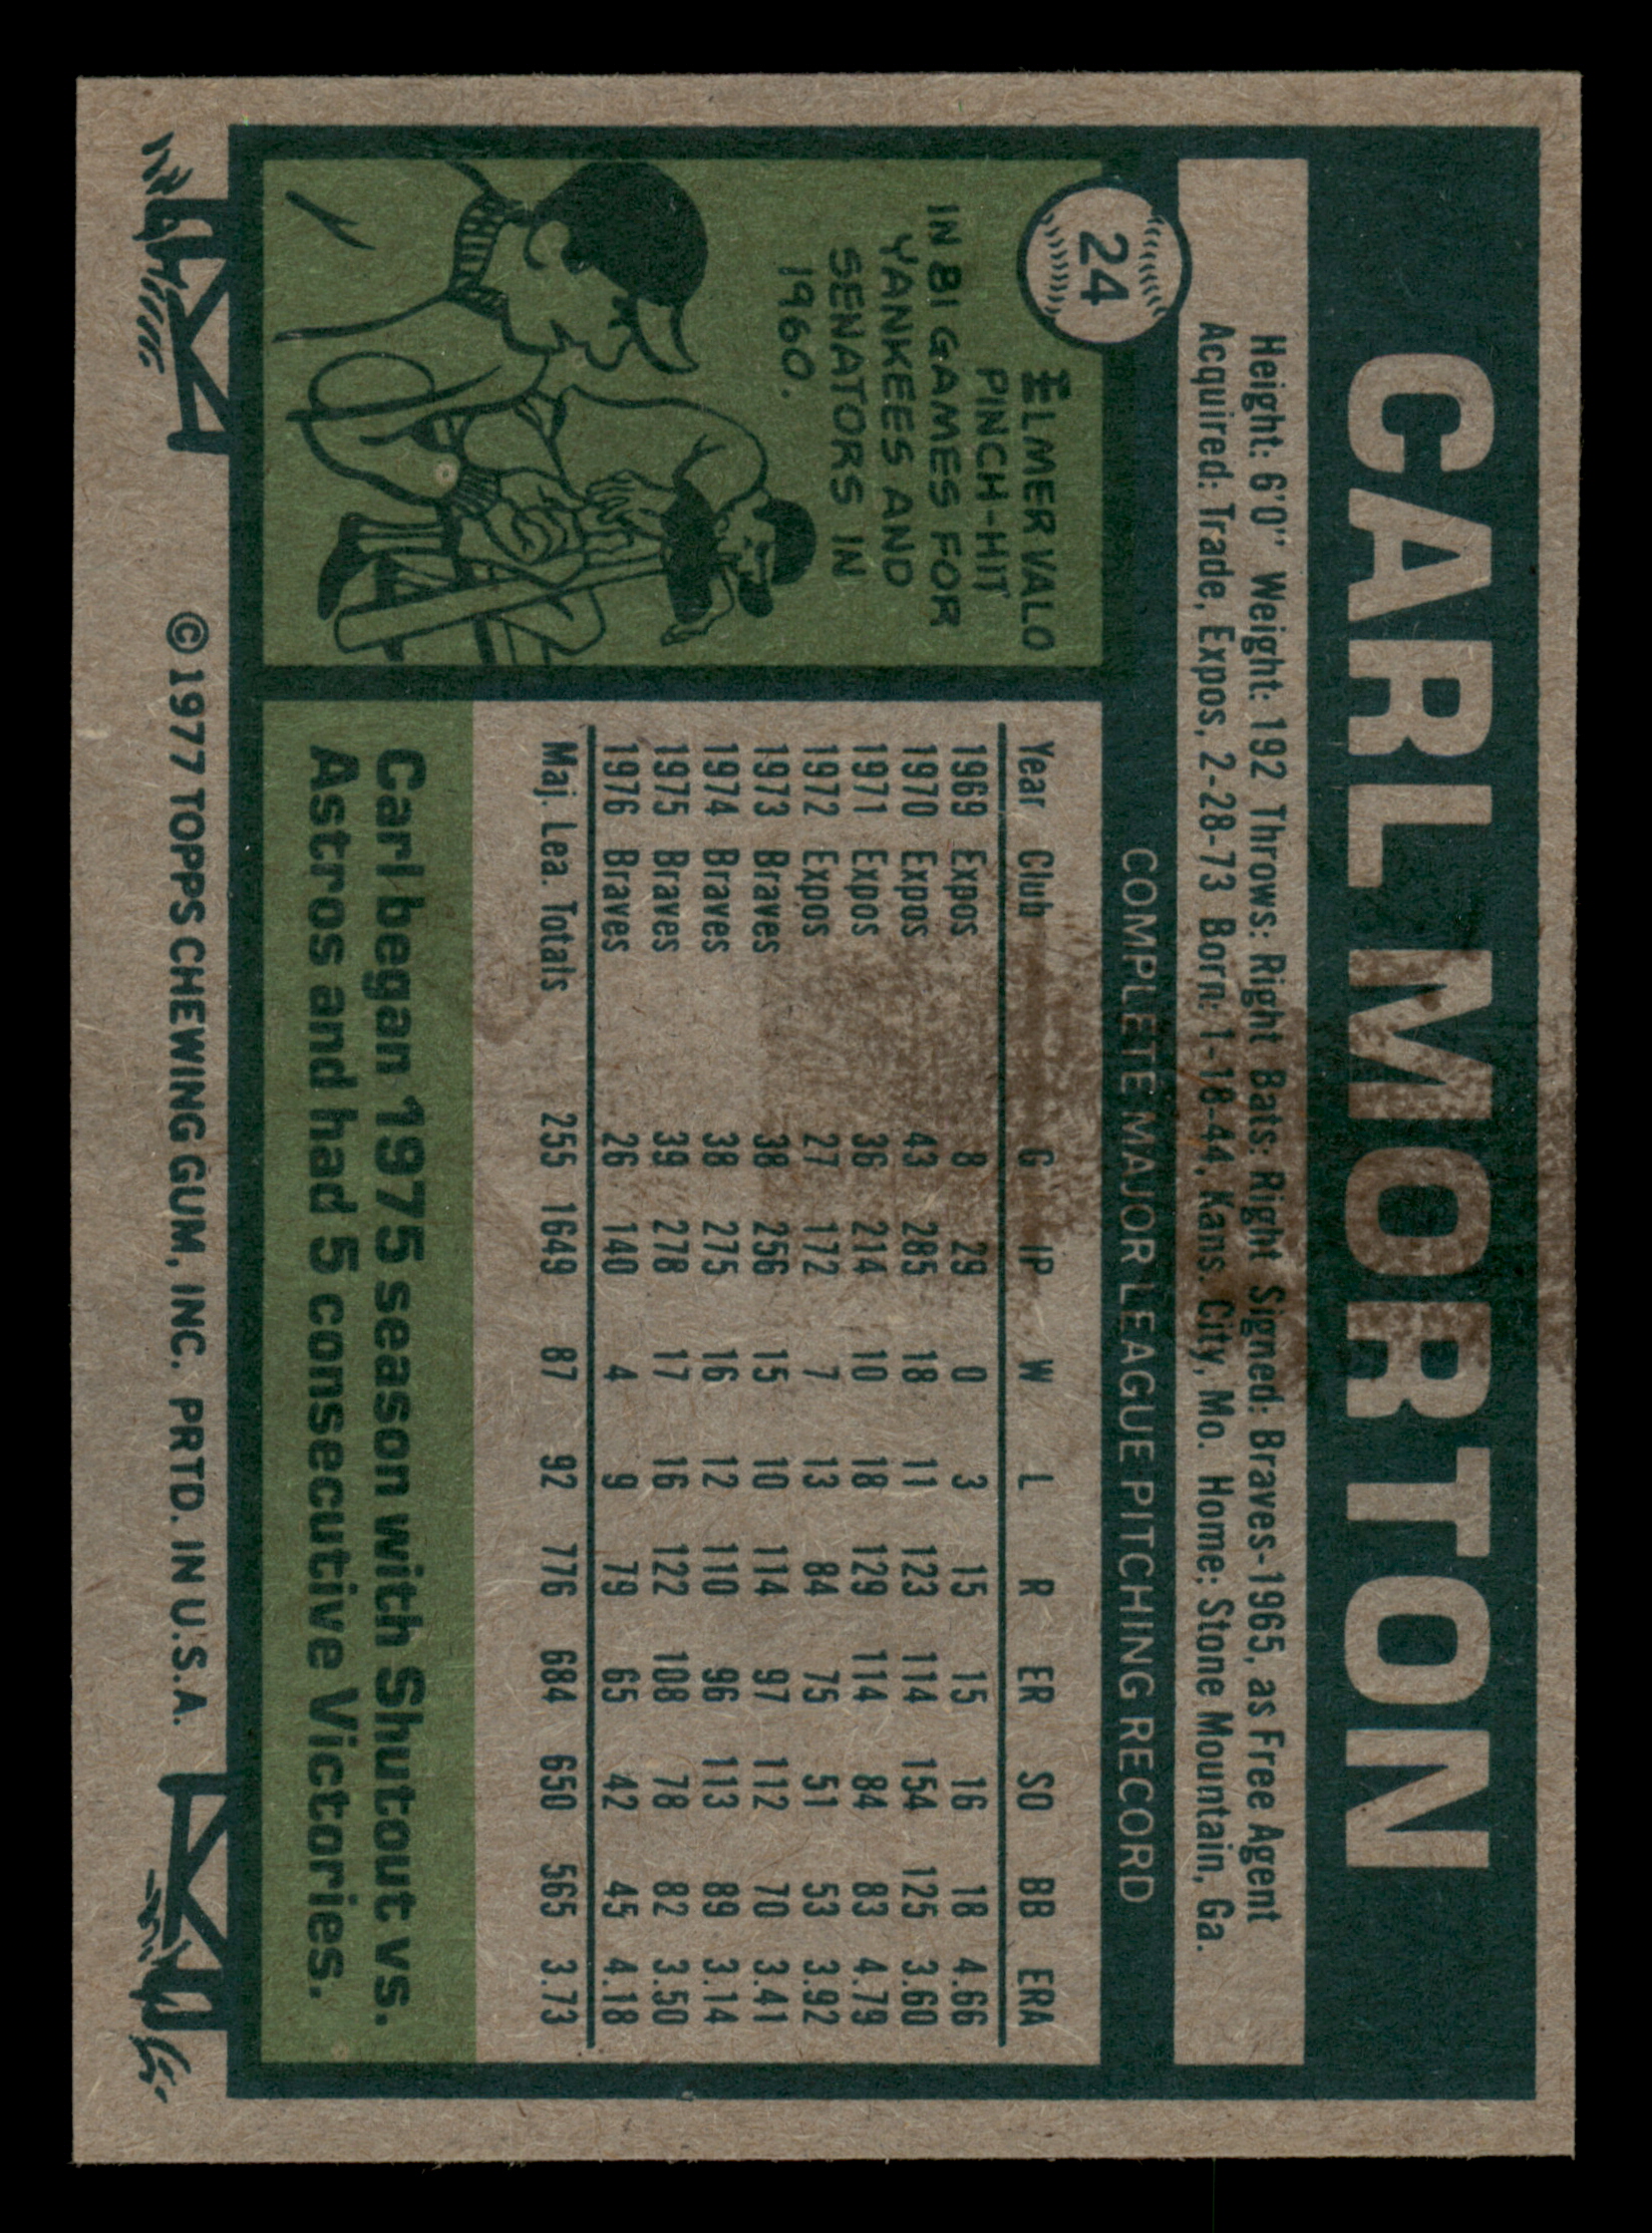 CARL MORTON
Height: 6'0" Weight: 192 Throws: Right Bats: Right Signed: Braves-1965, as Free Agent
Acquired: Trade, Expos, 2-28-73 Born: 1-18-44, Kans. City, Mo. Home: Stone Mountain, Ga.
24
COMPLETE MAJOR LEAGUE PITCHING RECORD
ELMER VALO
PINCH-HIT
IN 81 GAMES FOR
YANKEES AND
SENATORS IN
1960.
Year Club G IP W L R ER SO BB ERA
1969 Expos 8 29 0 3 15 15 16 18 4.66
1970 Expos 43 285 18 11 123 114 154 125 3.60
1971 Expos 36 214 10 18 129 114 84 83 4.79
1972 Expos 27 172 7 13 84 75 51 53 3.92
1973 Braves 38 256 15 10 114 97 112 70 3.41
1974 Braves 38 275 16 12 110 96 113 89 3.14
1975 Braves 39 278 17 16 122 108 78 82 3.50
1976 Braves 26 140 4 9 79 65 42 45 4.18
Maj. Lea. Totals 255 1649 87 92 776 684 650 565 3.73
Carl began 1975 season with Shutout vs.
Astros and had 5 consecutive Victories.
© 1977 TOPPS CHEWING GUM, INC. PRTD. IN U.S.A.